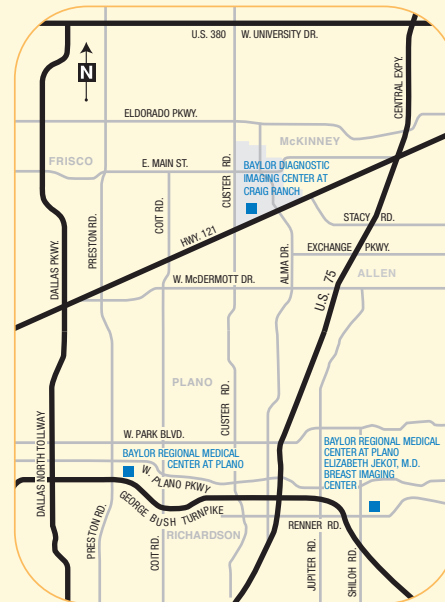 U.S. 380 W. UNIVERSITY DR.
N
CENTRAL EXPY.
ELDORADO PKWY.
McKINNEY
FRISCO
E. MAIN ST.
CUSTER RD.
BAYLOR DIAGNOSTIC
IMAGING CENTER AT
CRAIG RANCH
PRESTON RD.
COIT RD.
STACY RD.
HWY. 121
DALLAS PKWY.
ALMA DR.
EXCHANGE PKWY.
ALLEN
W. McDERMOTT DR.
U.S. 75
PLANO
CUSTER RD.
W. PARK BLVD.
BAYLOR REGIONAL MEDICAL
CENTER AT PLANO
BAYLOR REGIONAL MEDICAL
CENTER AT PLANO
ELIZABETH JEKOT, M.D.
BREAST IMAGING
CENTER
DALLAS NORTH TOLLWAY
W. PLANO PKWY
GEORGE BUSH TURNPIKE
RENNER RD.
RICHARDSON
PRESTON RD.
COIT RD.
JUPITER RD.
SHILOH RD.